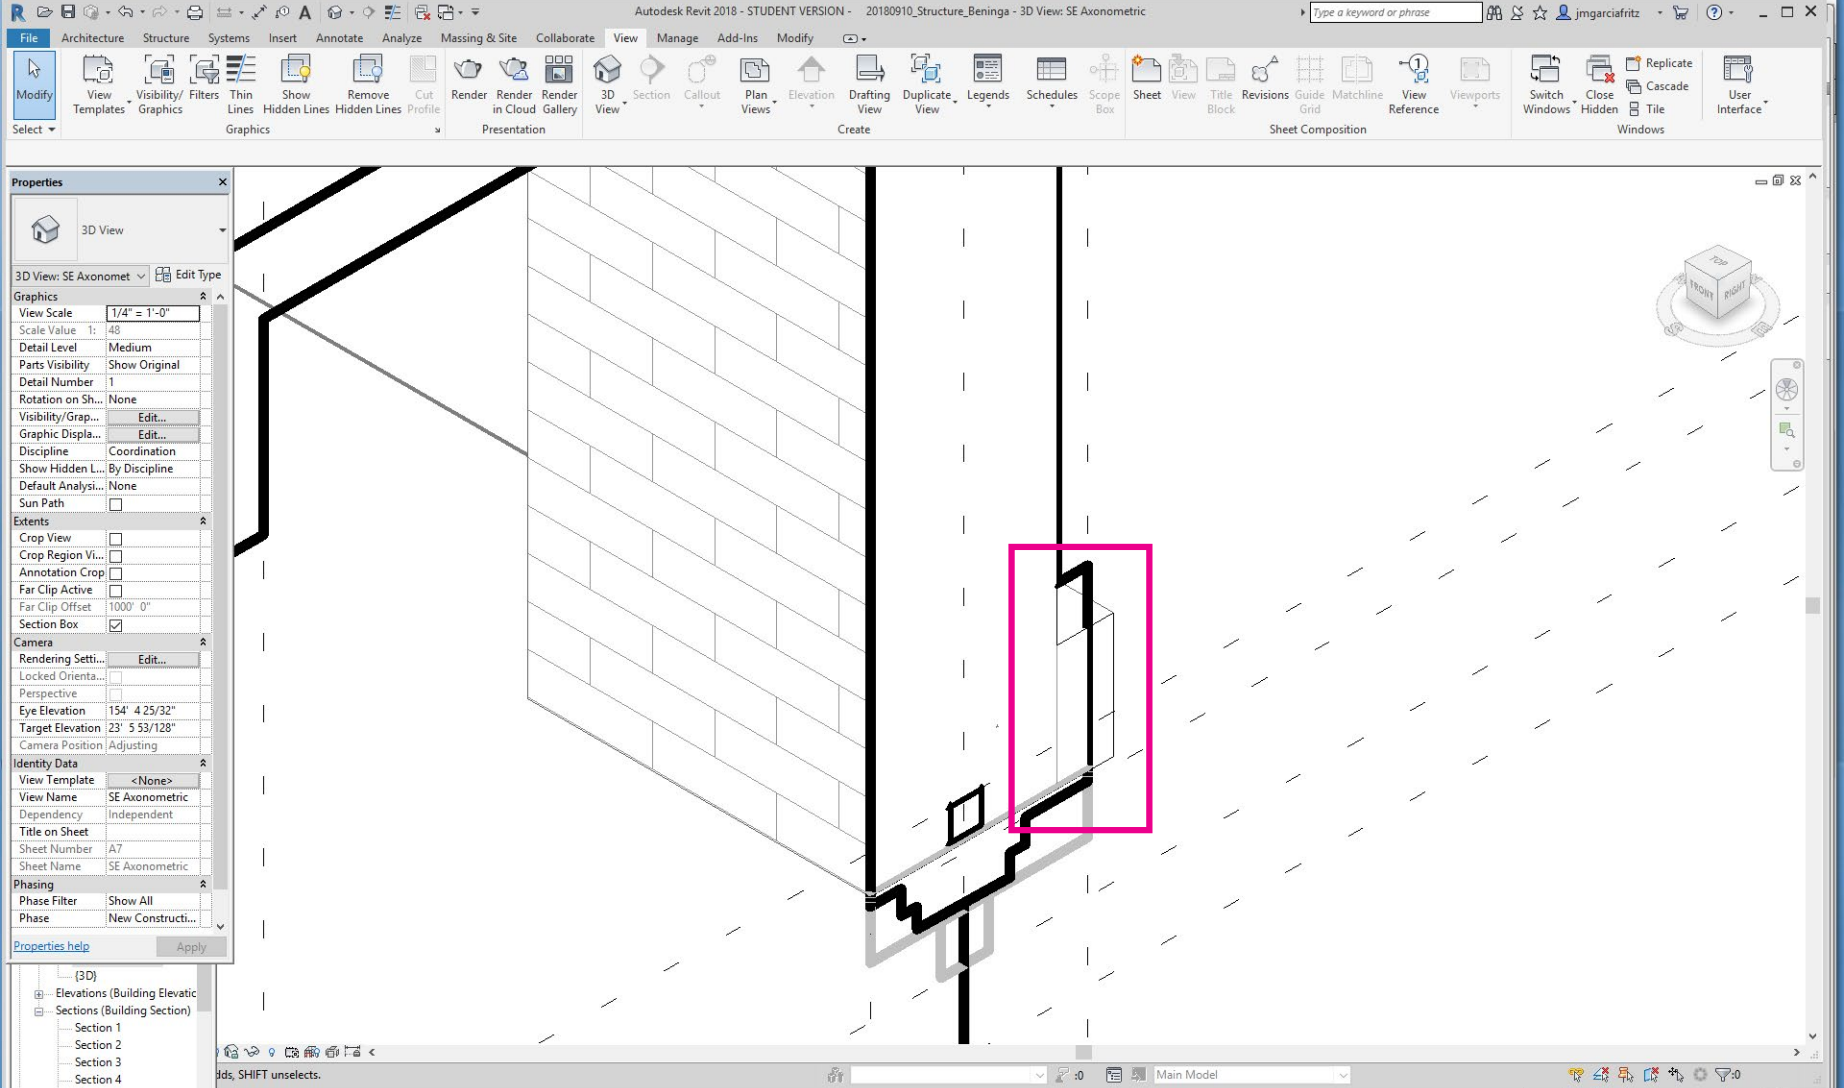 Autodesk Revit 2018 - STUDENT VERSION - 20180910_Structure_Beninga - 3D View: SE Axonometric
Type a keyword or phrase
jmgarciafritz
File Architecture Structure Systems Insert Annotate Analyze Massing & Site Collaborate View Manage Add-Ins Modify
Modify
View Templates
Visibility/ Graphics
Filters
Thin Lines
Show Hidden Lines
Remove Hidden Lines
Cut Profile
Render
Render in Cloud
Render Gallery
3D View
Section
Callout
Plan Views
Elevation
Drafting View
Duplicate View
Legends
Schedules
Scope Box
Sheet
View
Title Block
Revisions
Guide Grid
Matchline
View Reference
Viewports
Switch Windows
Close Hidden
Replicate
Cascade
Tile
User Interface
Select
Graphics
Presentation
Create
Sheet Composition
Windows
Properties
3D View
3D View: SE Axonomet
Edit Type
Graphics
View Scale 1/4" = 1'-0"
Scale Value 1: 48
Detail Level Medium
Parts Visibility Show Original
Detail Number 1
Rotation on Sh... None
Visibility/Grap... Edit...
Graphic Displa... Edit...
Discipline Coordination
Show Hidden L... By Discipline
Default Analysi... None
Sun Path
Extents
Crop View
Crop Region Vi...
Annotation Crop
Far Clip Active
Far Clip Offset 1000' 0"
Section Box
Camera
Rendering Setti... Edit...
Locked Orienta...
Perspective
Eye Elevation 154' 4 25/32"
Target Elevation 23' 5 53/128"
Camera Position Adjusting
Identity Data
View Template <None>
View Name SE Axonometric
Dependency Independent
Title on Sheet
Sheet Number A7
Sheet Name SE Axonometric
Phasing
Phase Filter Show All
Phase New Constructi...
Properties help
Apply
{3D}
Elevations (Building Elevatic
Sections (Building Section)
Section 1
Section 2
Section 3
Section 4
TOP
FRONT
RIGHT
S
E
dds, SHIFT unselects.
:0
Main Model
:0